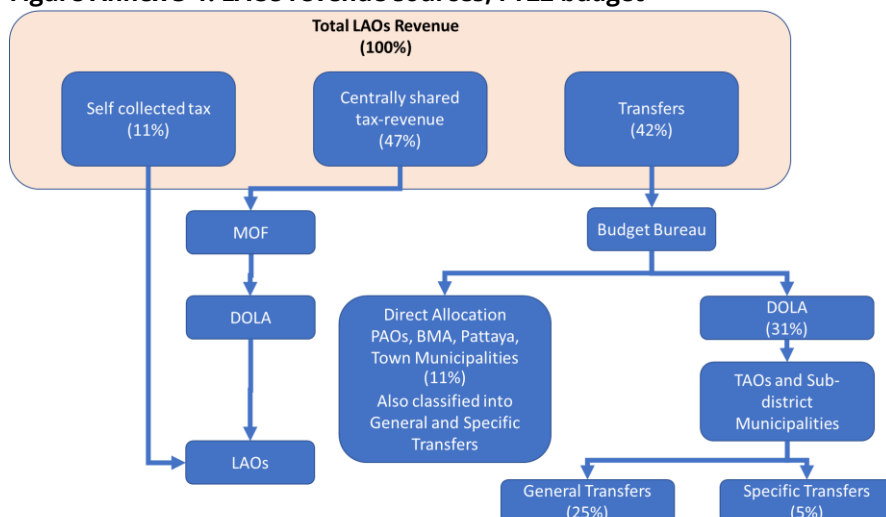 Total LAOs Revenue
(100%)
Self collected tax
(11%)
Centrally shared
tax-revenue
(47%)
Transfers
(42%)
MOF
Budget Bureau
DOLA
Direct Allocation
PAOs, BMA, Pattaya,
Town Municipalities
(11%)
Also classified into
General and Specific
Transfers
DOLA
(31%)
TAOs and Sub-
district
Municipalities
LAOs
General Transfers
(25%)
Specific Transfers
(5%)